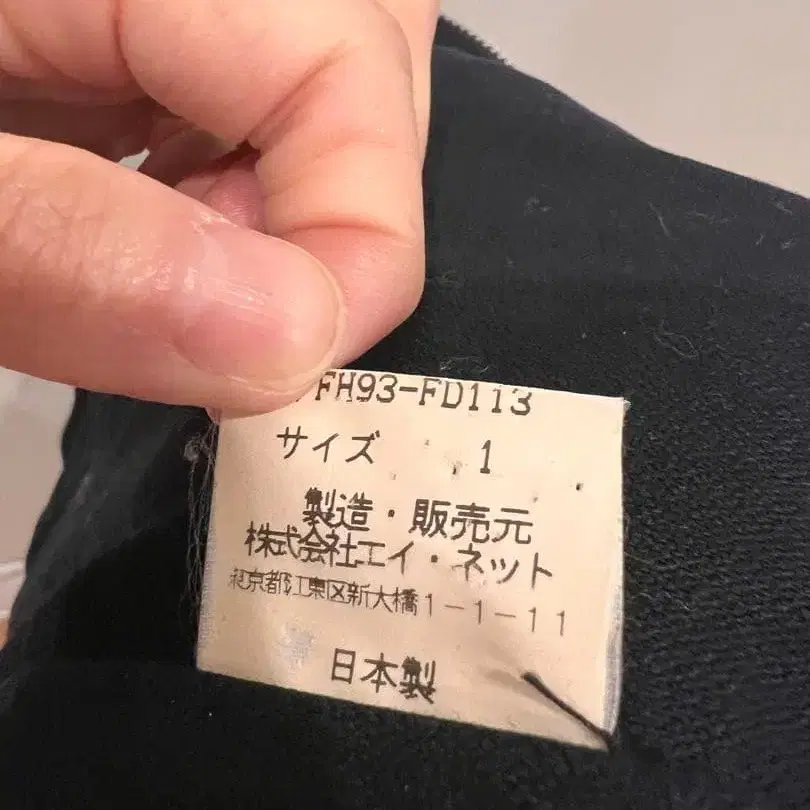 FH93-FD113
サイズ 1
製造・販売元
株式会社エイ・ネット
東京都江東区新大橋1-1-11
日本製